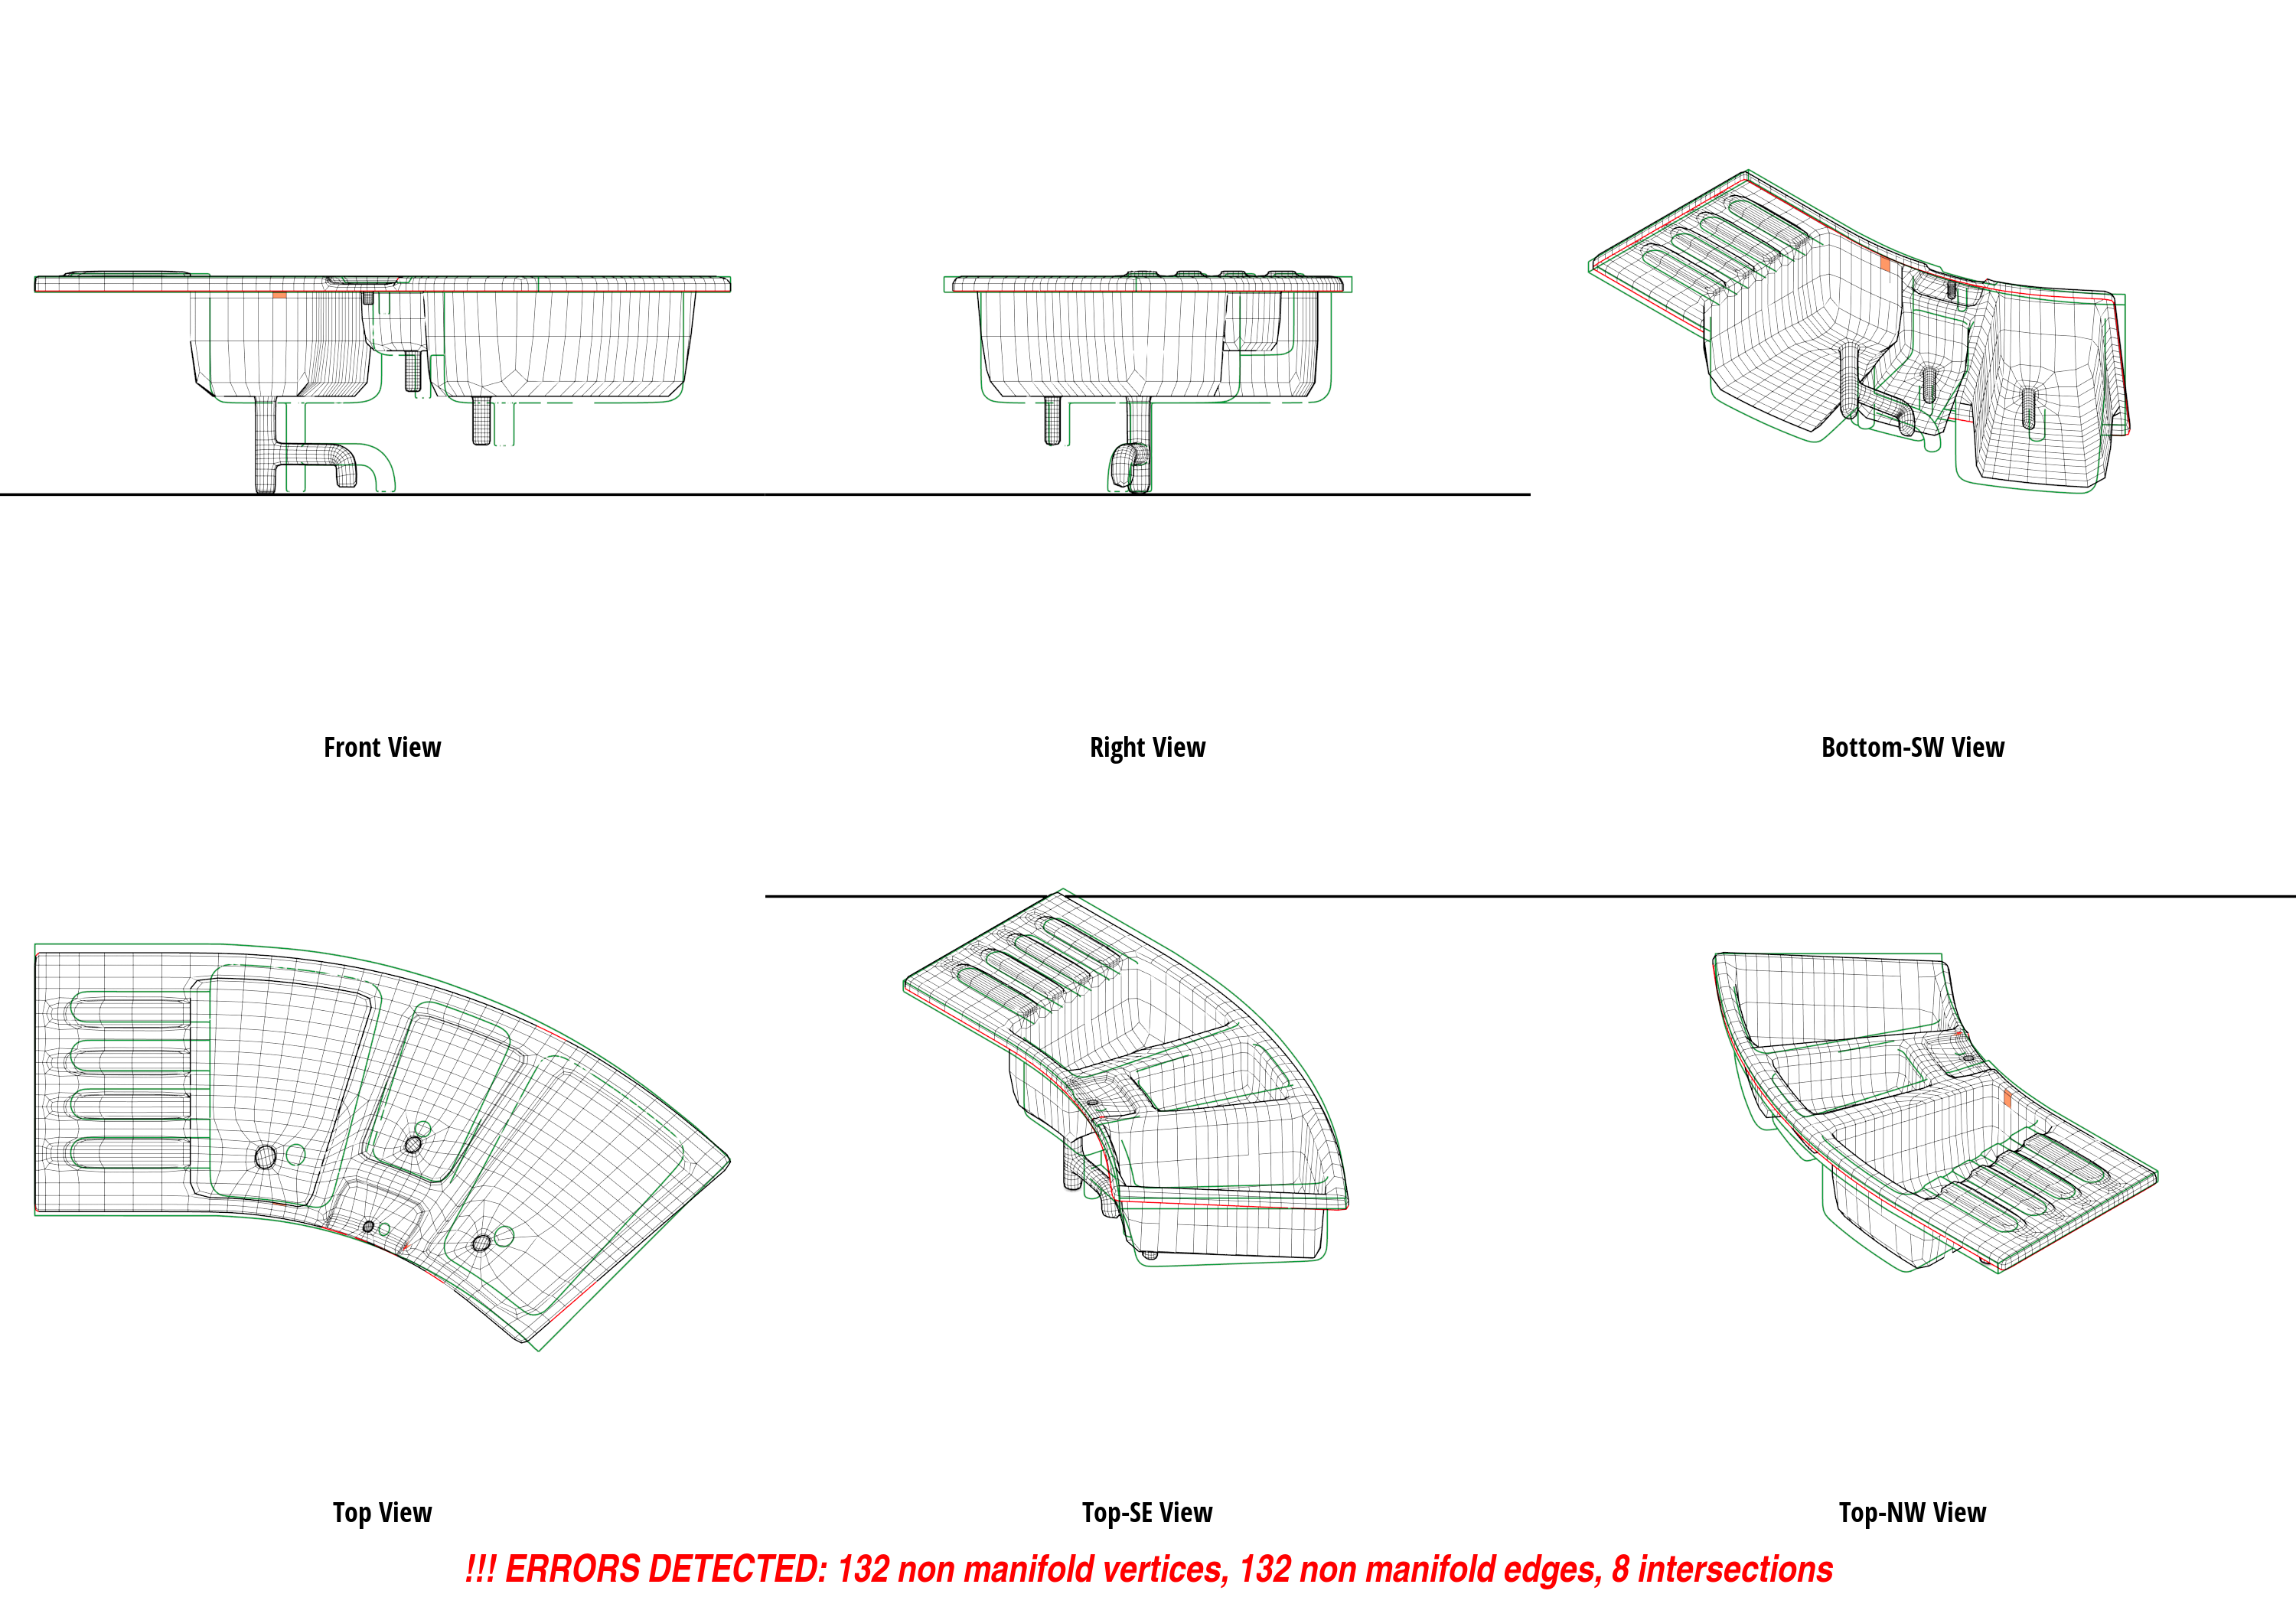 Front View
Right View
Bottom-SW View
Top View
Top-SE View
Top-NW View
!!! ERRORS DETECTED: 132 non manifold vertices, 132 non manifold edges, 8 intersections